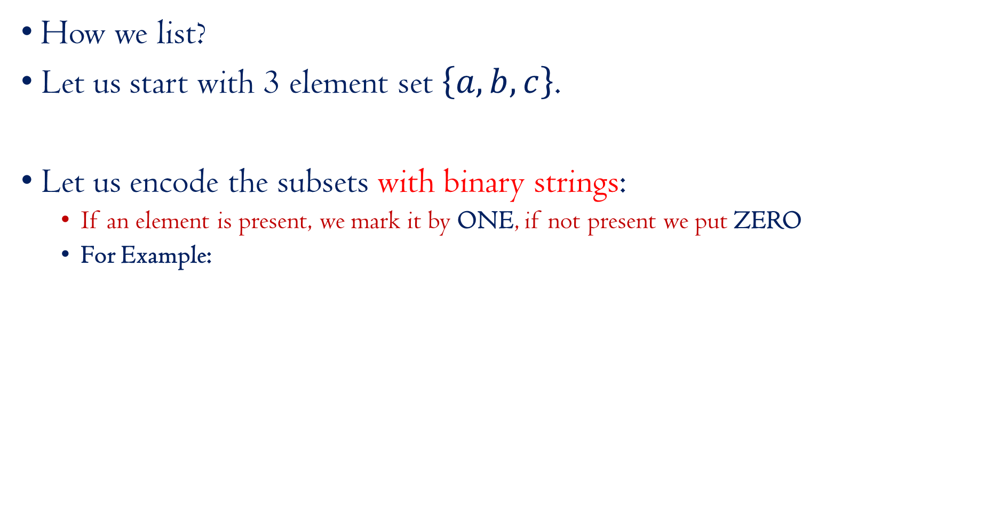 • How we list?
• Let us start with 3 element set {a, b, c}.
• Let us encode the subsets with binary strings:
• If an element is present, we mark it by ONE, if not present we put ZERO
• For Example: